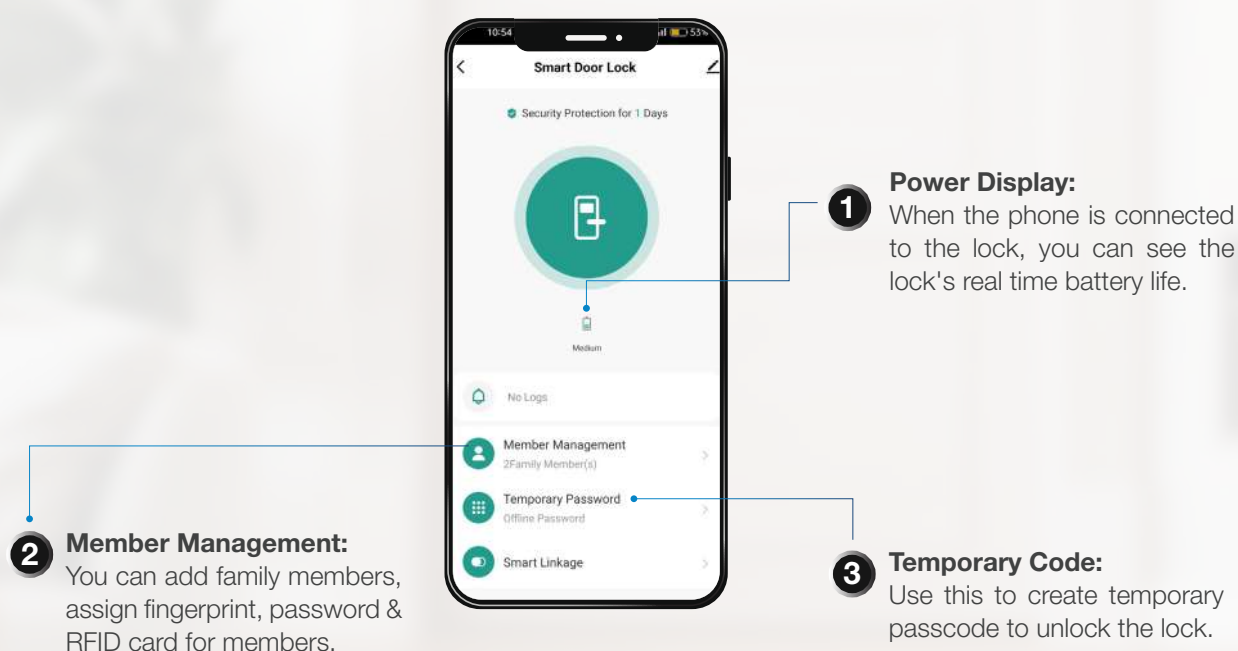 10:54
53%
Smart Door Lock
Security Protection for 1 Days
Medium
No Logs
Member Management
2Family Member(s)
Temporary Password
Offline Password
Smart Linkage
1
Power Display:
When the phone is connected
to the lock, you can see the
lock's real time battery life.
2
Member Management:
You can add family members,
assign fingerprint, password &
RFID card for members.
3
Temporary Code:
Use this to create temporary
passcode to unlock the lock.